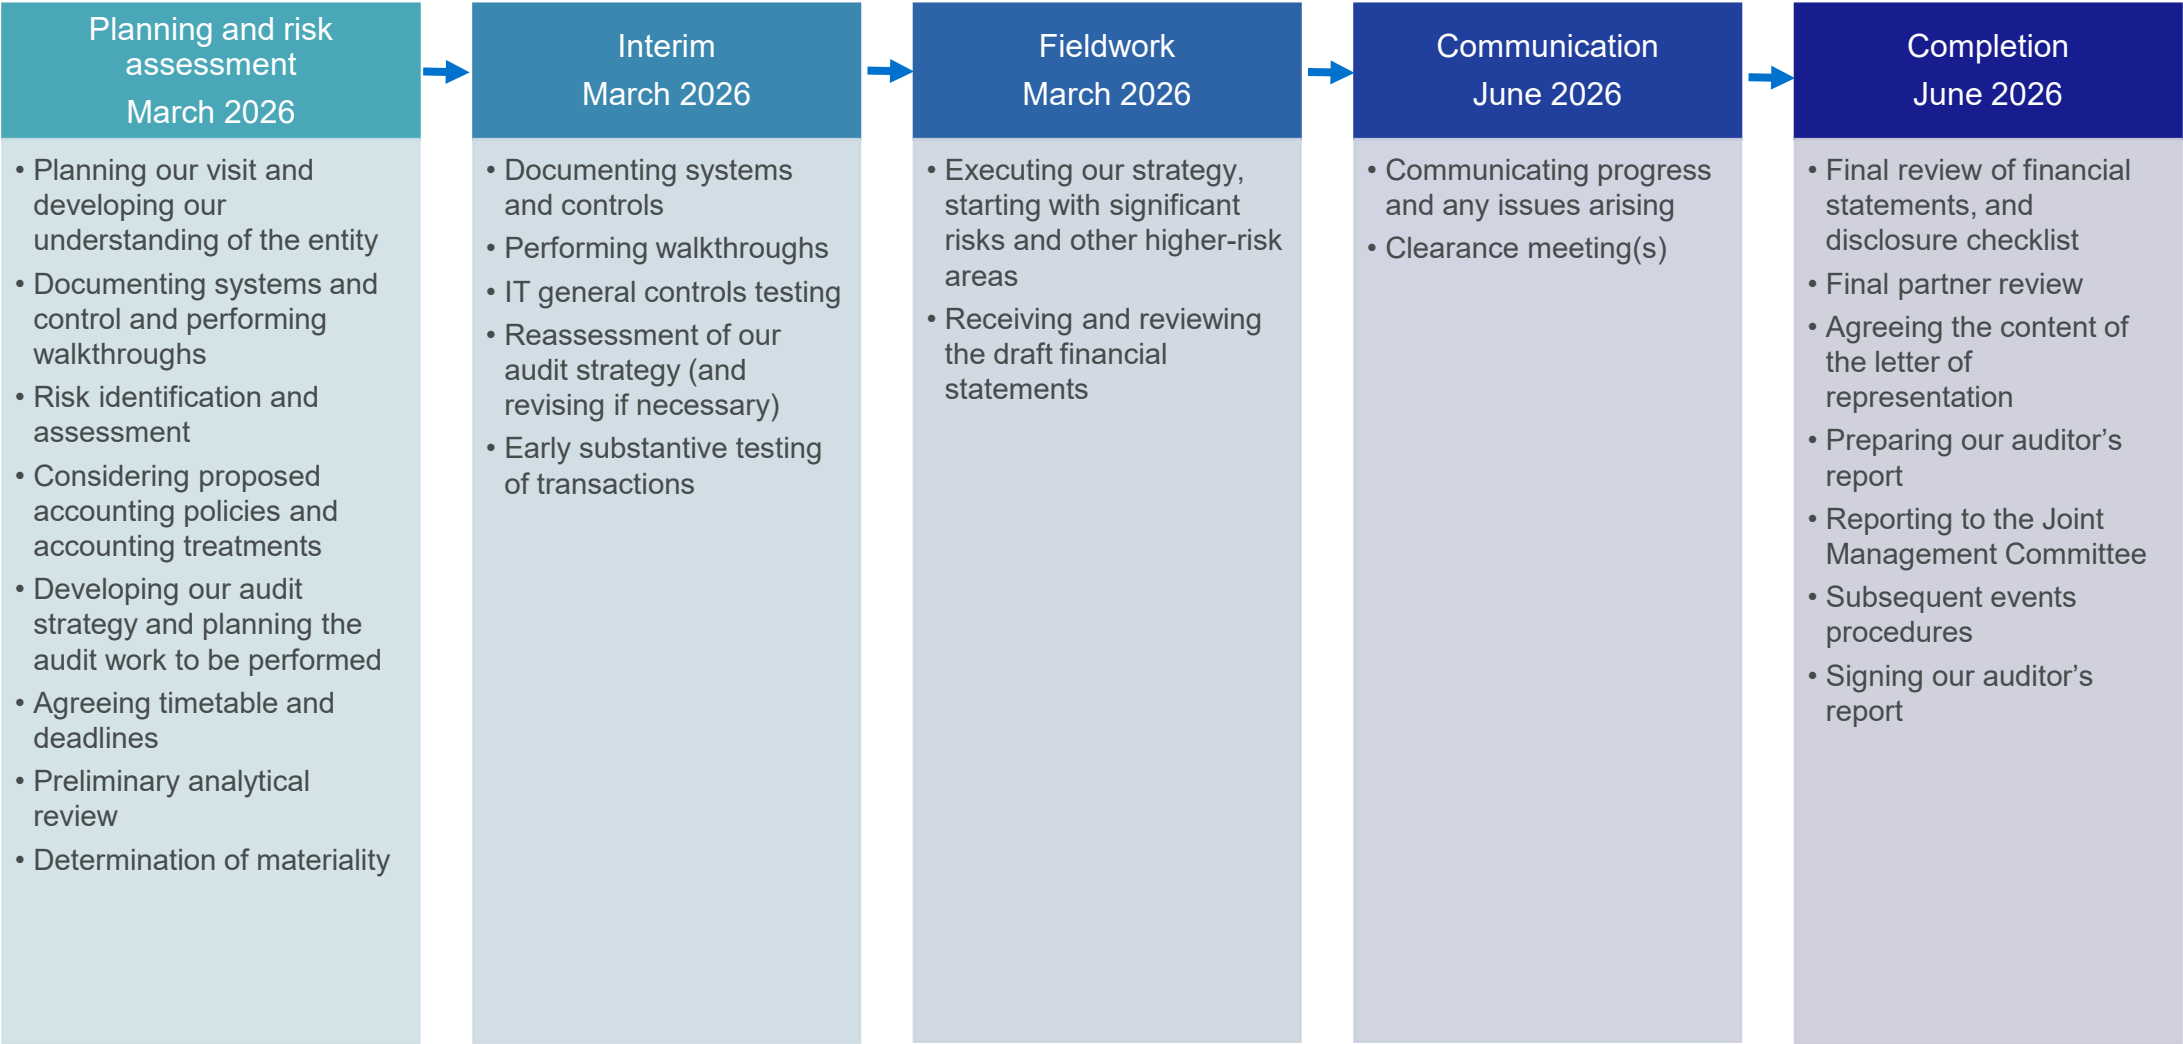 Planning and risk
assessment
March 2026
• Planning our visit and
developing our
understanding of the entity
• Documenting systems and
control and performing
walkthroughs
• Risk identification and
assessment
• Considering proposed
accounting policies and
accounting treatments
• Developing our audit
strategy and planning the
audit work to be performed
• Agreeing timetable and
deadlines
• Preliminary analytical
review
• Determination of materiality
Interim
March 2026
• Documenting systems
and controls
• Performing walkthroughs
• IT general controls testing
• Reassessment of our
audit strategy (and
revising if necessary)
• Early substantive testing
of transactions
Fieldwork
March 2026
• Executing our strategy,
starting with significant
risks and other higher-risk
areas
• Receiving and reviewing
the draft financial
statements
Communication
June 2026
• Communicating progress
and any issues arising
• Clearance meeting(s)
Completion
June 2026
• Final review of financial
statements, and
disclosure checklist
• Final partner review
• Agreeing the content of
the letter of
representation
• Preparing our auditor’s
report
• Reporting to the Joint
Management Committee
• Subsequent events
procedures
• Signing our auditor’s
report